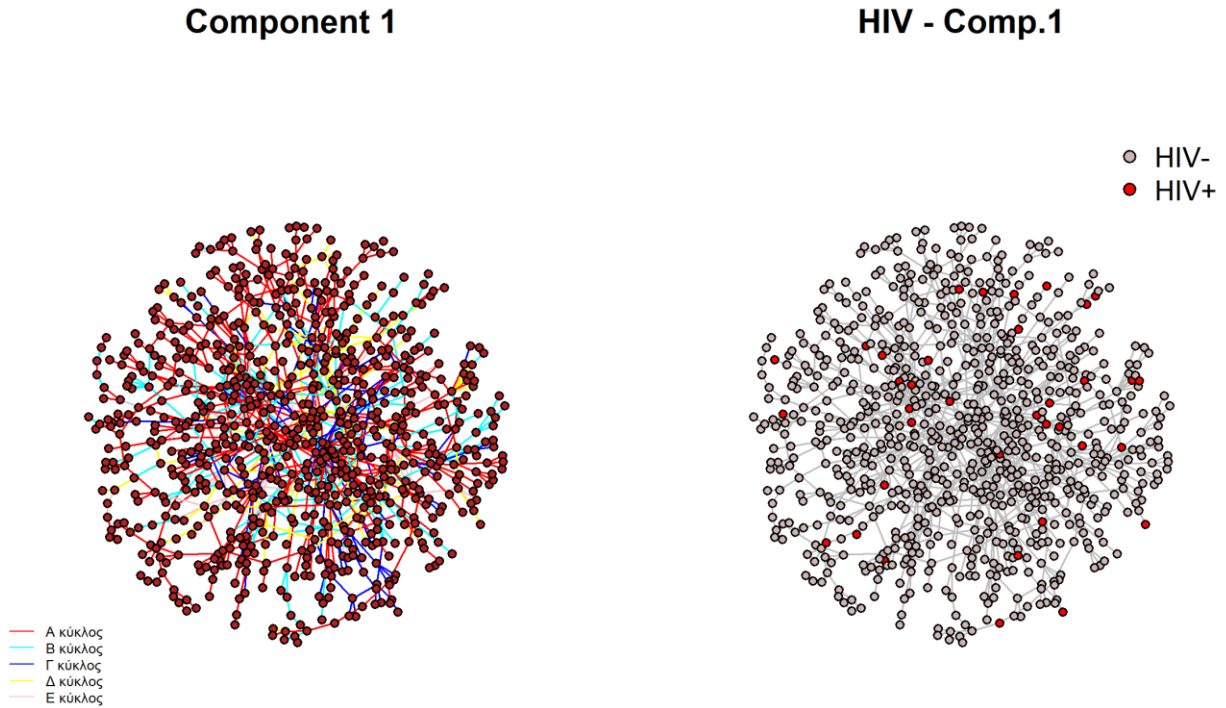 Component 1
HIV - Comp.1
HIV-
HIV+
Α κύκλος
Β κύκλος
Γ κύκλος
Δ κύκλος
Ε κύκλος